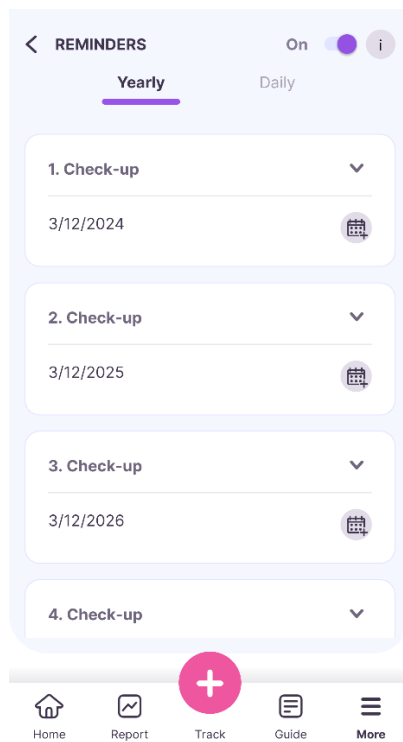 REMINDERS On i
Yearly Daily
1. Check-up
3/12/2024
2. Check-up
3/12/2025
3. Check-up
3/12/2026
4. Check-up
Home Report Track Guide More